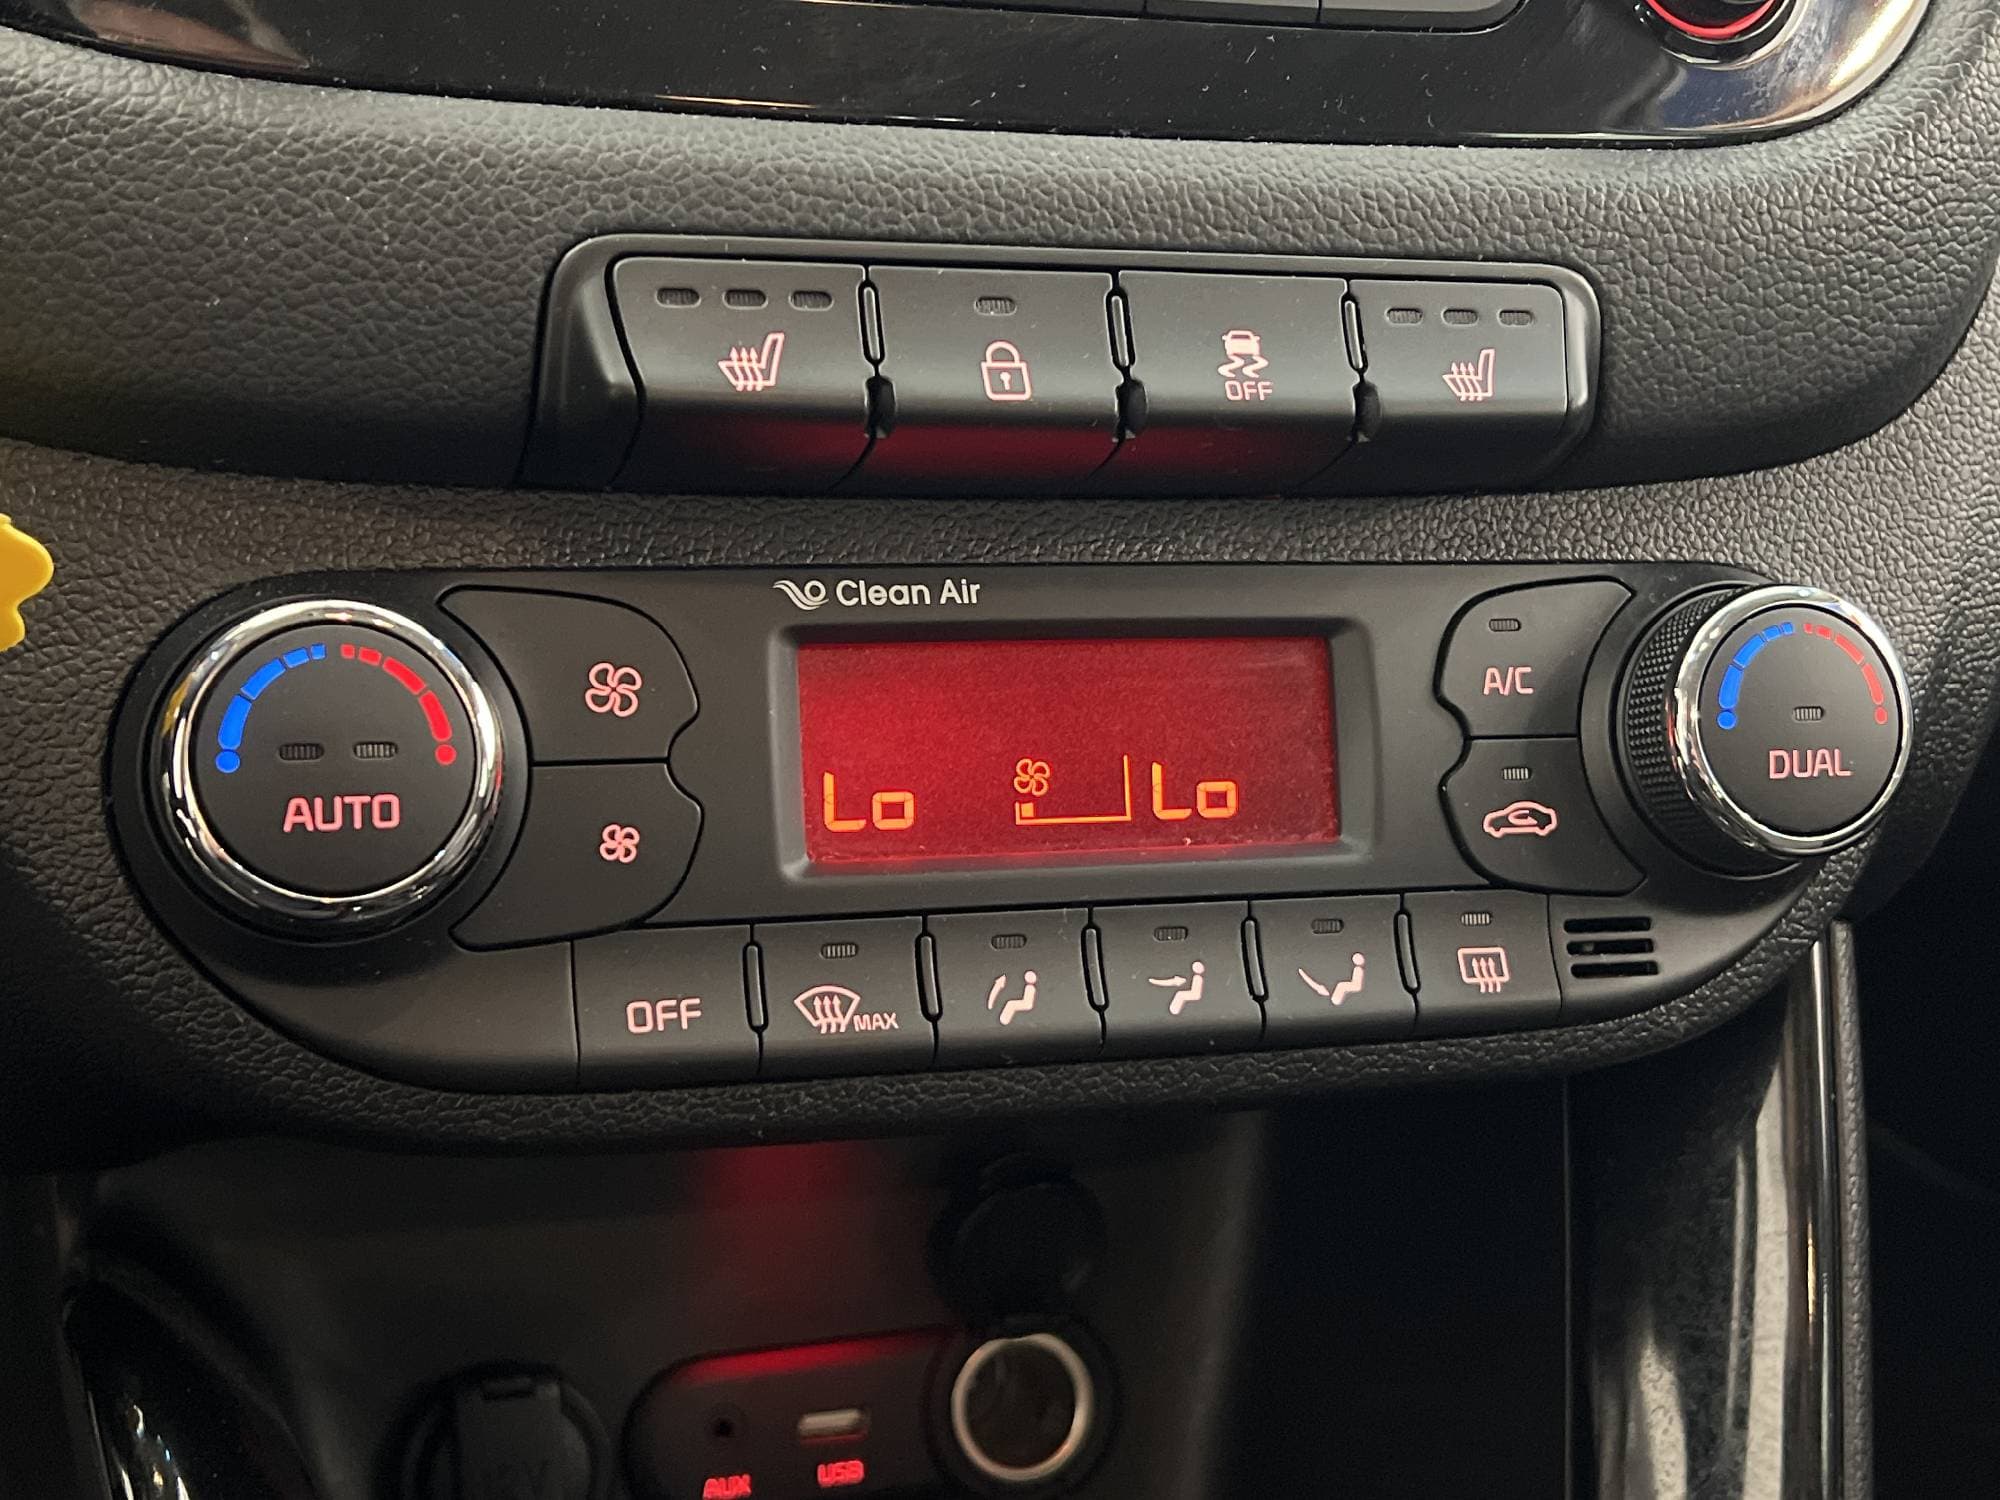 OFF
Clean Air
A/C
AUTO
DUAL
Lo
Lo
OFF
MAX
AUX
USB